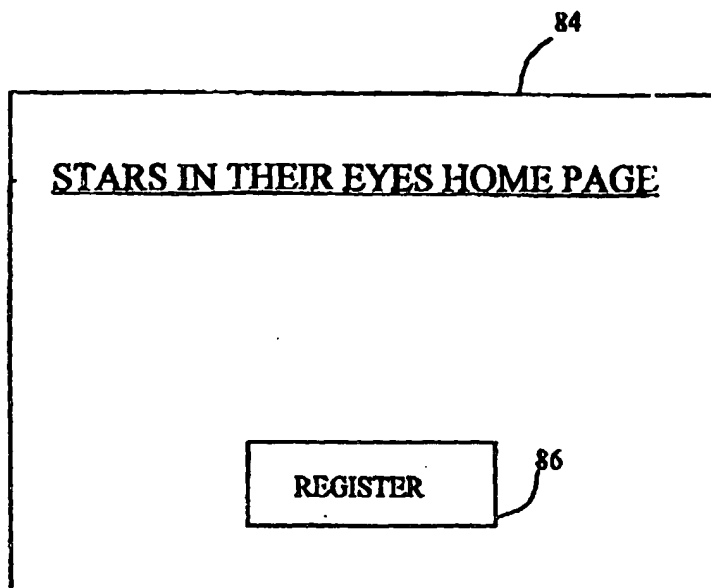 84
STARS IN THEIR EYES HOME PAGE
REGISTER
86